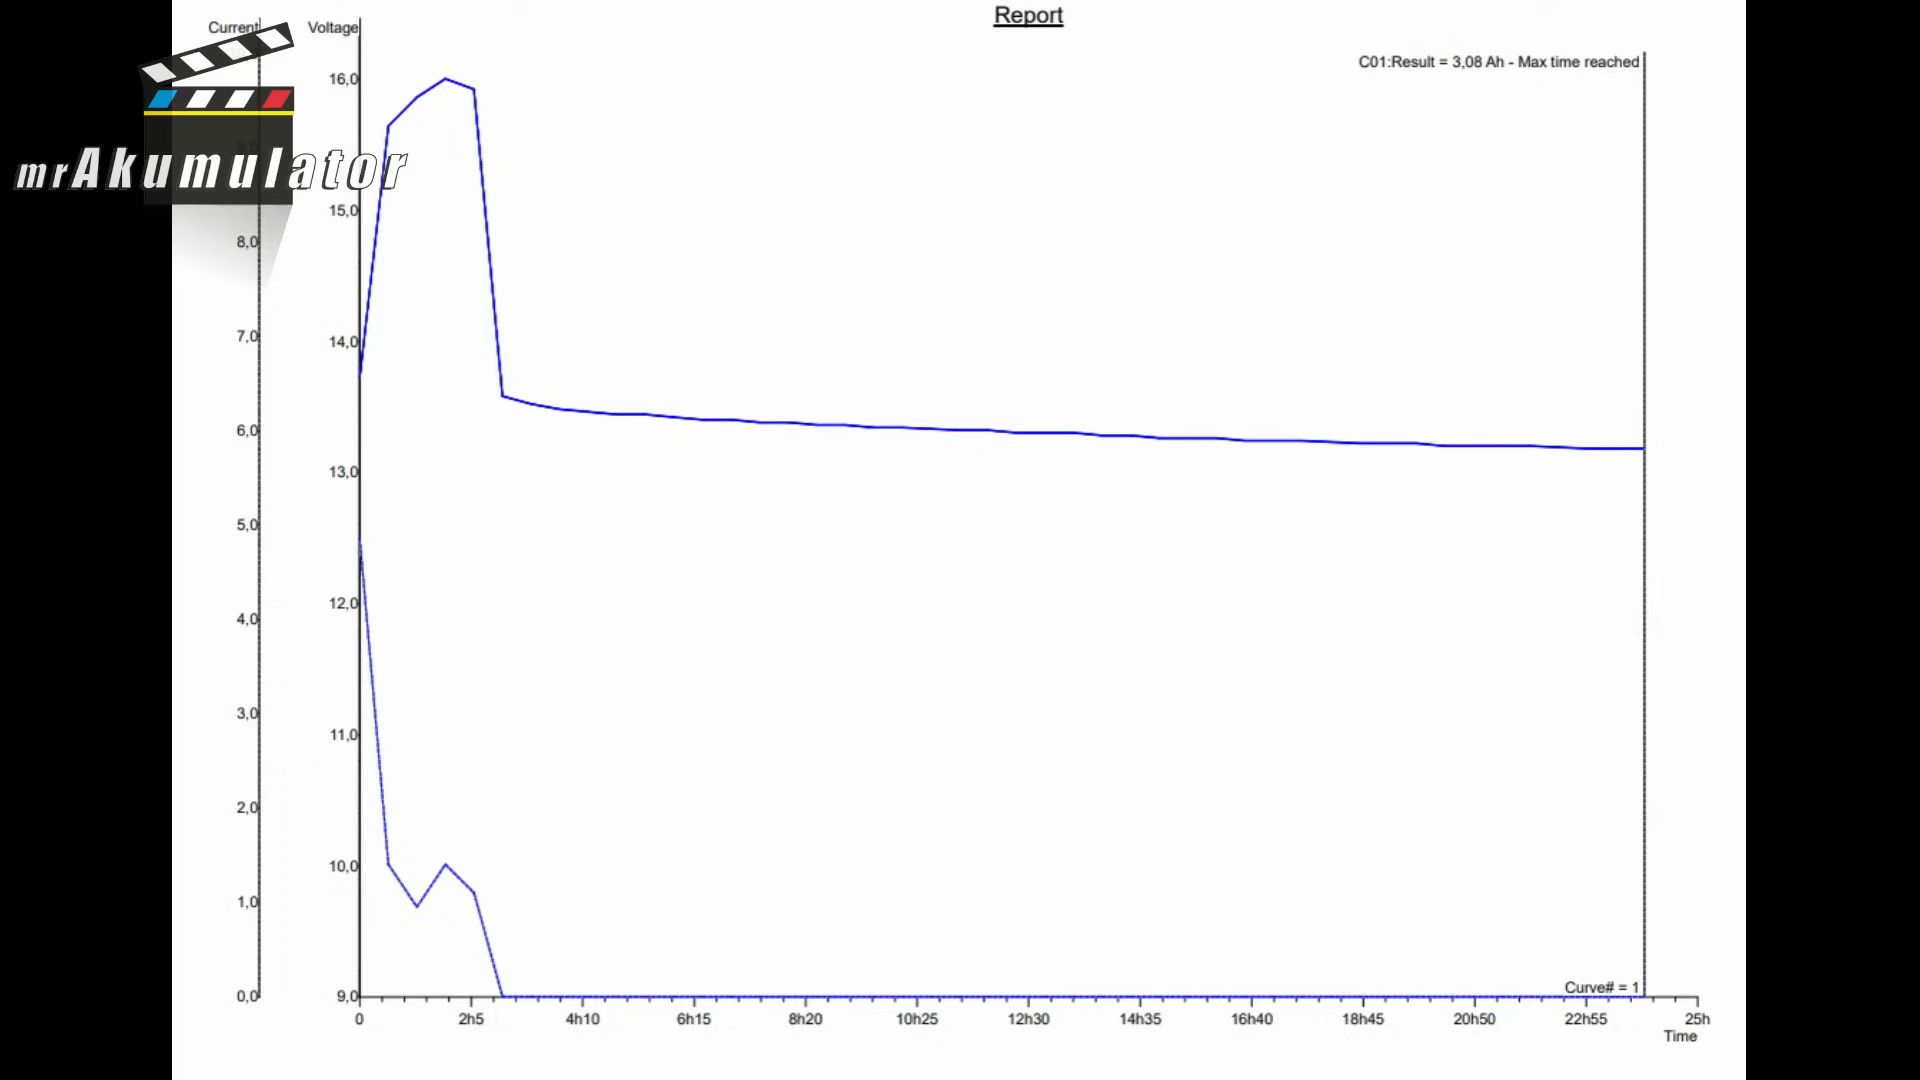 Report
Current
Voltage
C01:Result = 3,08 Ah - Max time reached
16,0
15,0
14,0
13,0
12,0
11,0
10,0
9,0
8,0
7,0
6,0
5,0
4,0
3,0
2,0
1,0
0,0
mrAkumulator
Curve# = 1
0 2h5 4h10 6h15 8h20 10h25 12h30 14h35 16h40 18h45 20h50 22h55 25h
Time